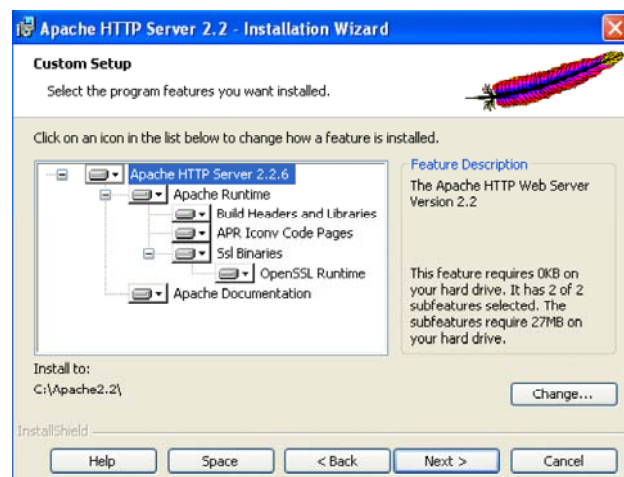 Apache HTTP Server 2.2 - Installation Wizard
Custom Setup
Select the program features you want installed.
Click on an icon in the list below to change how a feature is installed.
Apache HTTP Server 2.2.6
Apache Runtime
Build Headers and Libraries
APR Iconv Code Pages
Ssl Binaries
OpenSSL Runtime
Apache Documentation
Feature Description
The Apache HTTP Web Server
Version 2.2
This feature requires 0KB on
your hard drive. It has 2 of 2
subfeatures selected. The
subfeatures require 27MB on
your hard drive.
Install to:
C:\Apache2.2\
Change...
InstallShield
Help
Space
< Back
Next >
Cancel